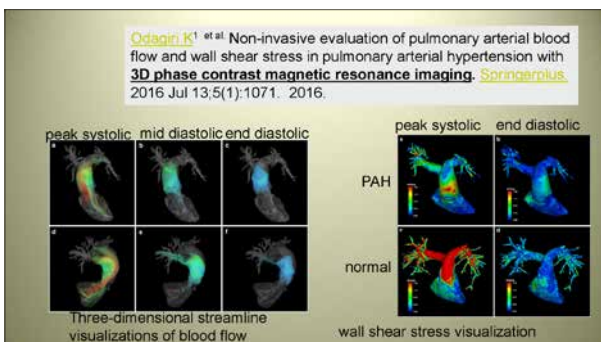 Odagiri K1 et al. Non-invasive evaluation of pulmonary arterial blood
flow and wall shear stress in pulmonary arterial hypertension with
3D phase contrast magnetic resonance imaging. Springerplus.
2016 Jul 13;5(1):1071. 2016.
peak systolic mid diastolic end diastolic
a b c
d e f
Three-dimensional streamline
visualizations of blood flow
peak systolic end diastolic
PAH
a b
normal
c d
wall shear stress visualization